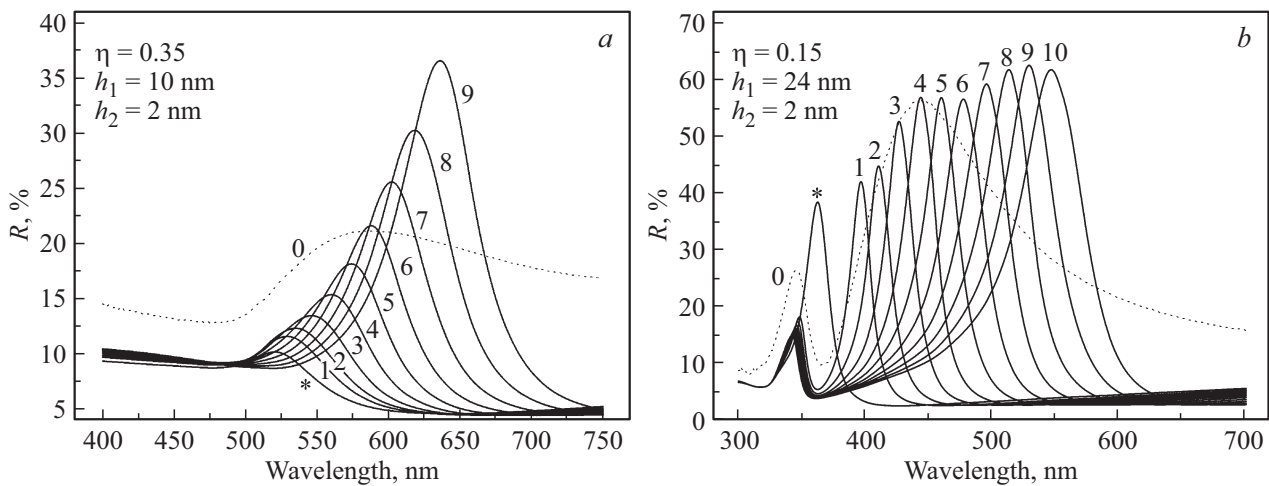 a
η = 0.35
h₁ = 10 nm
h₂ = 2 nm
R, %
40
35
30
25
20
15
10
5
0
*
1
2
3
4
5
6
7
8
9
400 450 500 550 600 650 700 750
Wavelength, nm
b
η = 0.15
h₁ = 24 nm
h₂ = 2 nm
R, %
70
60
50
40
30
20
10
0
0
*
1
2
3
4
5
6
7
8
9
10
300 400 500 600 700
Wavelength, nm